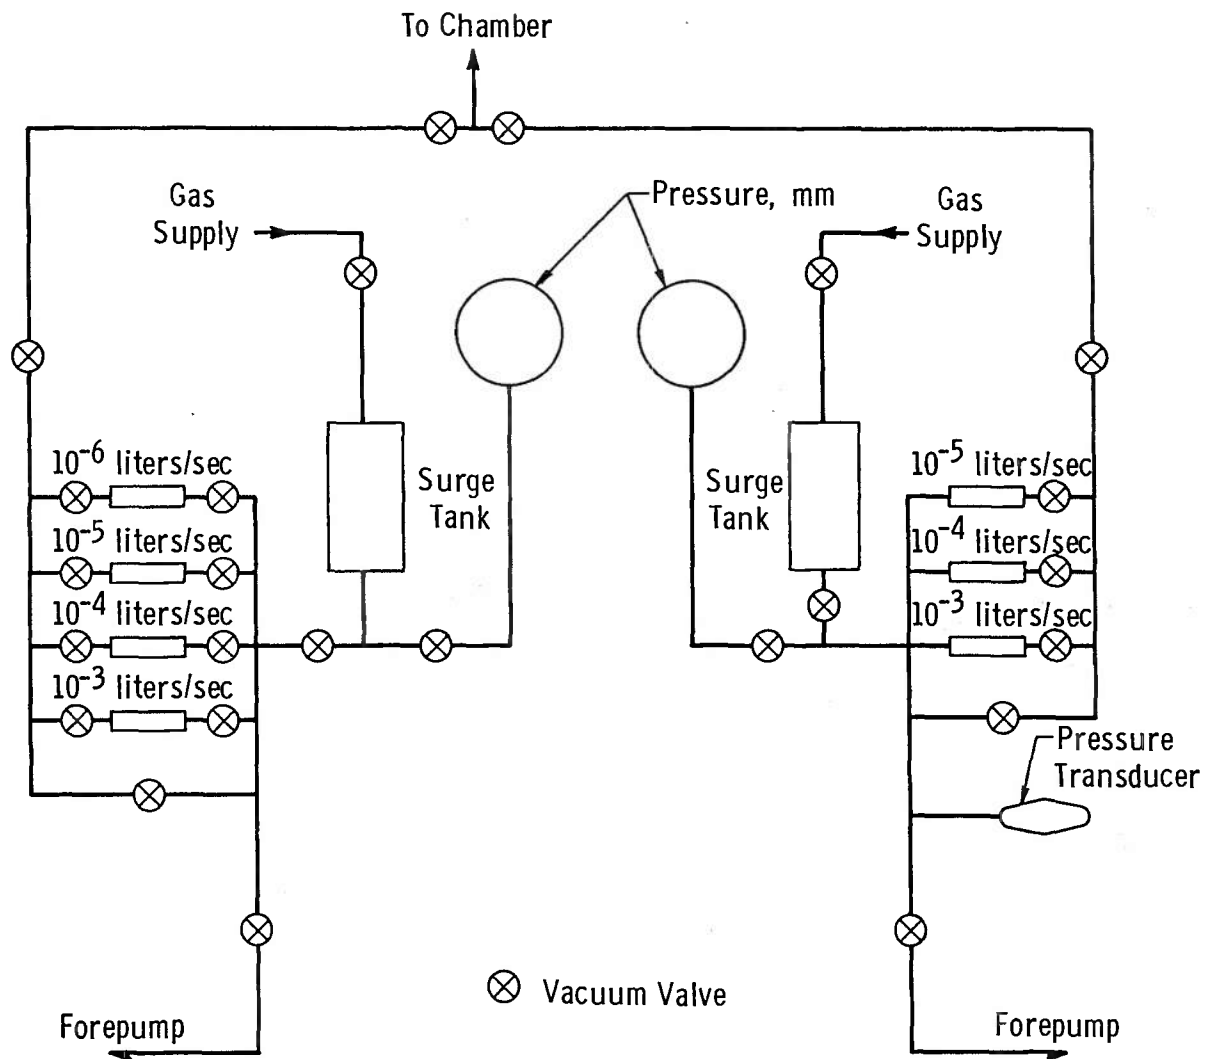 To Chamber
Gas
Supply
Pressure, mm
Gas
Supply
10⁻⁶ liters/sec
10⁻⁵ liters/sec
10⁻⁴ liters/sec
10⁻³ liters/sec
Surge
Tank
Surge
Tank
10⁻⁵ liters/sec
10⁻⁴ liters/sec
10⁻³ liters/sec
Pressure
Transducer
Vacuum Valve
Forepump
Forepump